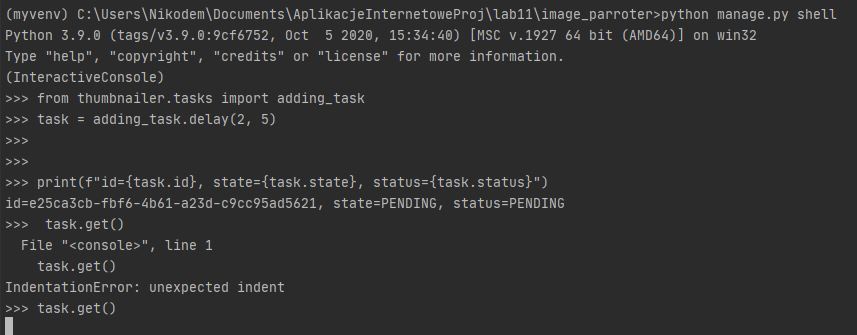 (myvenv) C:\Users\Nikodem\Documents\AplikacjeInternetoweProj\lab11\image_parroter>python manage.py shell
Python 3.9.0 (tags/v3.9.0:9cf6752, Oct  5 2020, 15:34:40) [MSC v.1927 64 bit (AMD64)] on win32
Type "help", "copyright", "credits" or "license" for more information.
(InteractiveConsole)
>>> from thumbnailer.tasks import adding_task
>>> task = adding_task.delay(2, 5)
>>>
>>>
>>> print(f"id={task.id}, state={task.state}, status={task.status}")
id=e25ca3cb-fbf6-4b61-a23d-c9cc95ad5621, state=PENDING, status=PENDING
>>>  task.get()
  File "<console>", line 1
    task.get()
IndentationError: unexpected indent
>>> task.get()